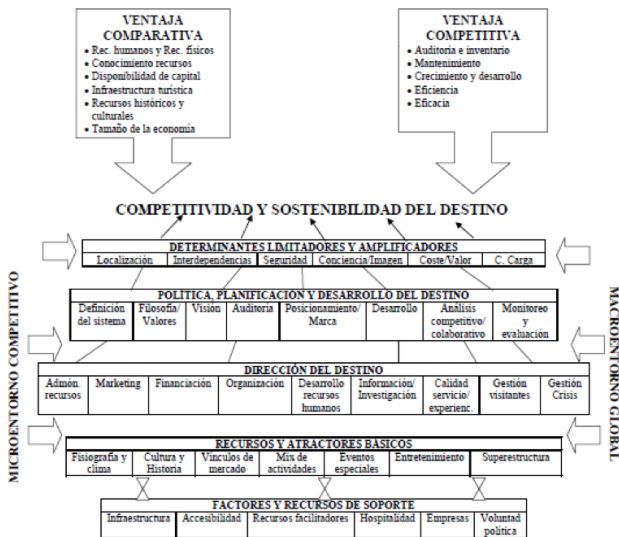 VENTAJA
COMPARATIVA
• Rec. humanos y Rec. físicos
• Conocimiento recursos
• Disponibilidad de capital
• Infraestructura turística
• Recursos históricos y
culturales
• Tamaño de la economía
VENTAJA
COMPETITIVA
• Auditoria e inventario
• Mantenimiento
• Crecimiento y desarrollo
• Eficiencia
• Eficacia
COMPETITIVIDAD Y SOSTENIBILIDAD DEL DESTINO
DETERMINANTES LIMITADORES Y AMPLIFICADORES
Localización Interdependencias Seguridad Conciencia/Imagen Coste/Valor C. Carga
POLÍTICA, PLANIFICACIÓN Y DESARROLLO DEL DESTINO
Definición Filosofía/ Visión Auditoría Posicionamiento/ Desarrollo Análisis Monitoreo
del sistema Valores Marca competitivo/ y
colaborativo evaluación
DIRECCIÓN DEL DESTINO
Admón. Marketing Financiación Organización Desarrollo Información/ Calidad Gestión Gestión
recursos recursos Investigación servicio/ visitantes Crisis
humanos experienc.
RECURSOS Y ATRACTORES BÁSICOS
Fisiografía y Cultura y Vínculos de Mix de Eventos Entretenimiento Superestructura
clima Historia mercado actividades especiales
FACTORES Y RECURSOS DE SOPORTE
Infraestructura Accesibilidad Recursos facilitadores Hospitalidad Empresas Voluntad
política
MICROENTORNO COMPETITIVO
MACROENTORNO GLOBAL